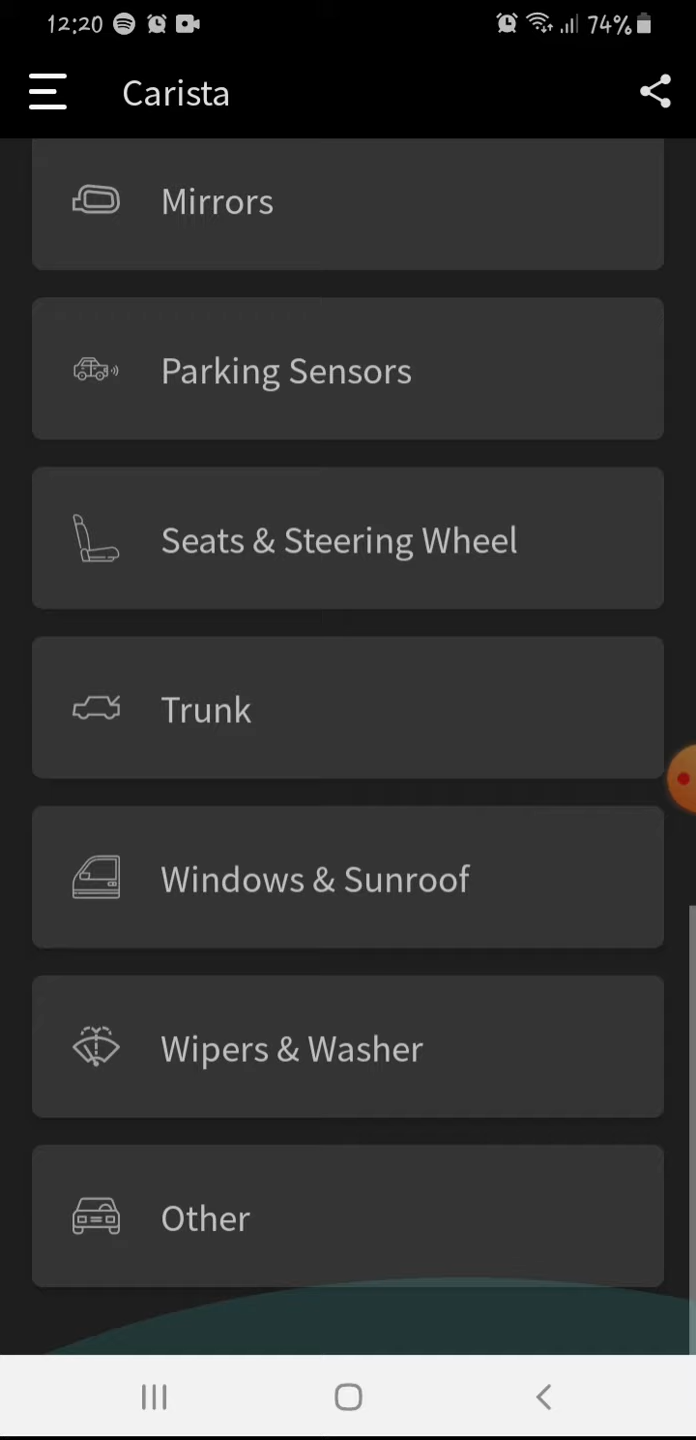 12:20 74%
Carista
Mirrors
Parking Sensors
Seats & Steering Wheel
Trunk
Windows & Sunroof
Wipers & Washer
Other